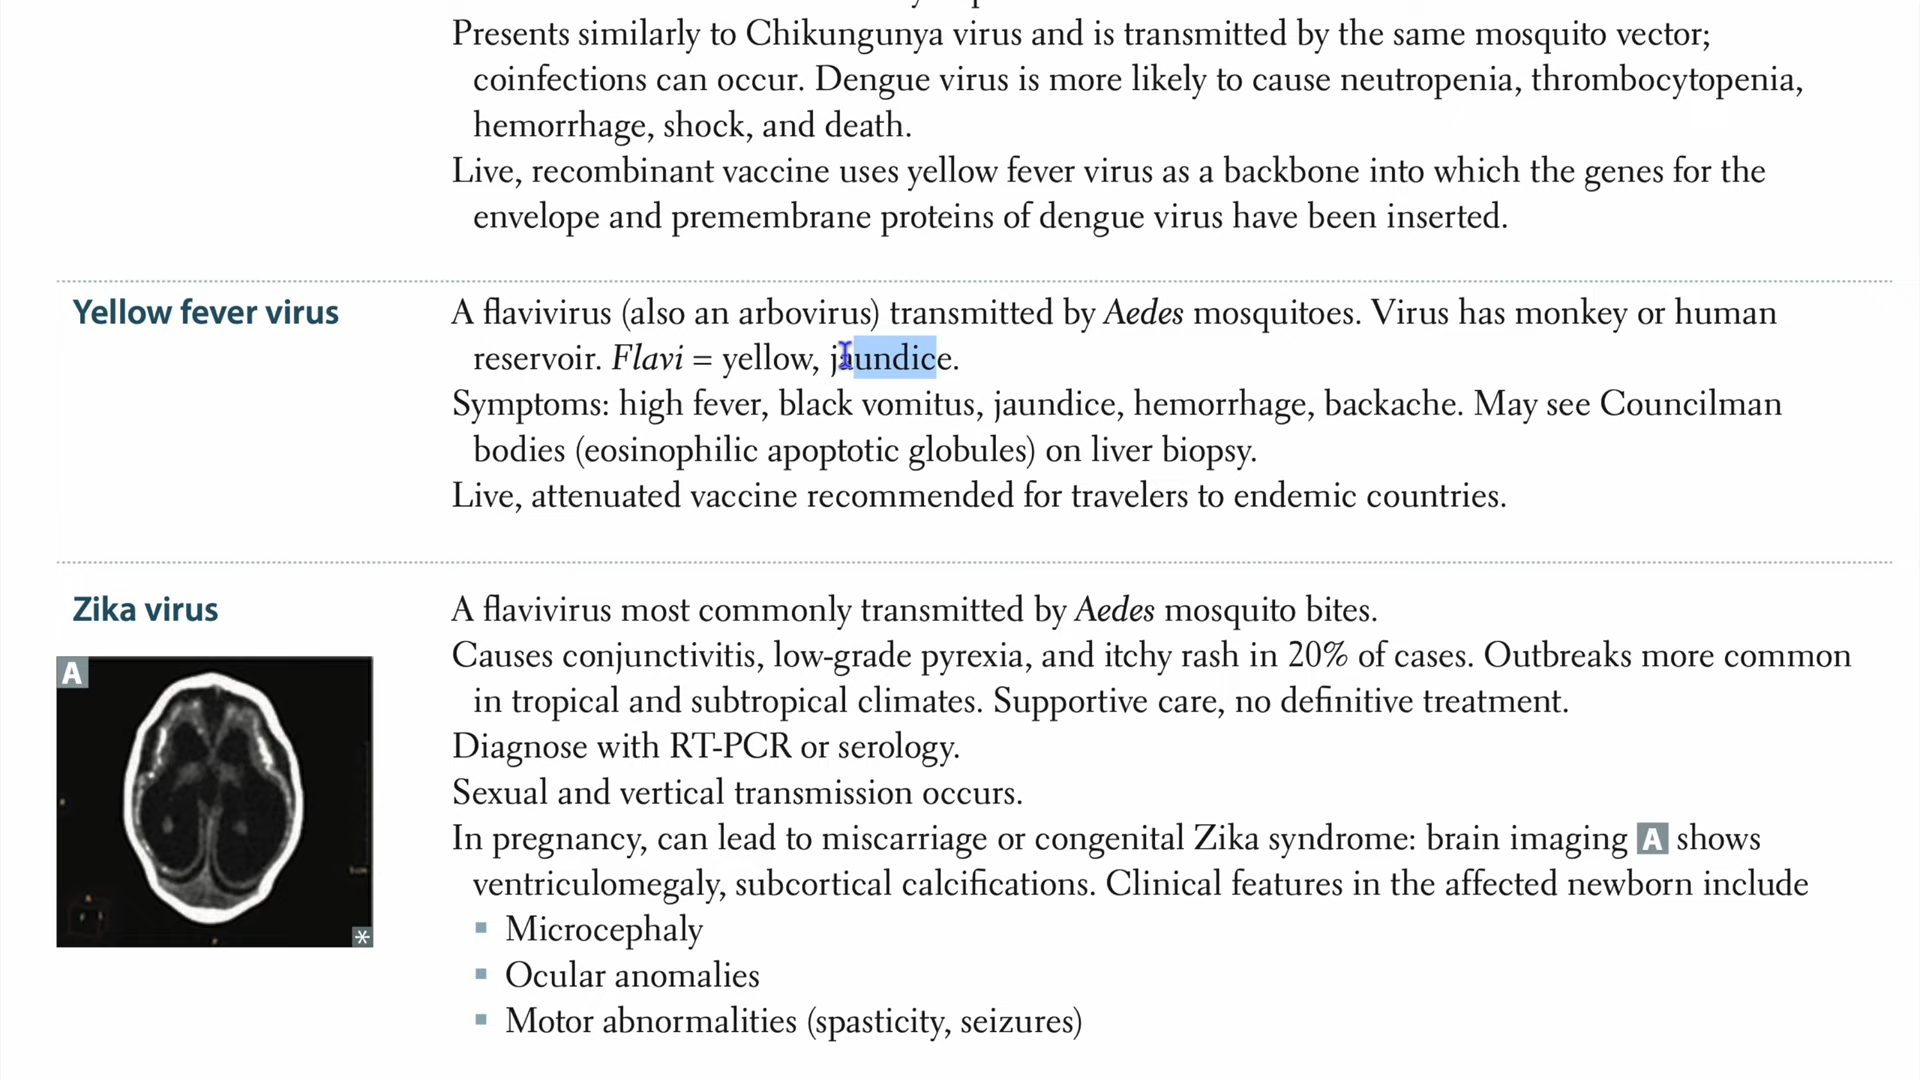 Presents similarly to Chikungunya virus and is transmitted by the same mosquito vector;
coinfections can occur. Dengue virus is more likely to cause neutropenia, thrombocytopenia,
hemorrhage, shock, and death.
Live, recombinant vaccine uses yellow fever virus as a backbone into which the genes for the
envelope and premembrane proteins of dengue virus have been inserted.
Yellow fever virus
A flavivirus (also an arbovirus) transmitted by Aedes mosquitoes. Virus has monkey or human
reservoir. Flavi = yellow, jaundice.
Symptoms: high fever, black vomitus, jaundice, hemorrhage, backache. May see Councilman
bodies (eosinophilic apoptotic globules) on liver biopsy.
Live, attenuated vaccine recommended for travelers to endemic countries.
Zika virus
A
A flavivirus most commonly transmitted by Aedes mosquito bites.
Causes conjunctivitis, low-grade pyrexia, and itchy rash in 20% of cases. Outbreaks more common
in tropical and subtropical climates. Supportive care, no definitive treatment.
Diagnose with RT-PCR or serology.
Sexual and vertical transmission occurs.
In pregnancy, can lead to miscarriage or congenital Zika syndrome: brain imaging A shows
ventriculomegaly, subcortical calcifications. Clinical features in the affected newborn include
▪ Microcephaly
▪ Ocular anomalies
▪ Motor abnormalities (spasticity, seizures)